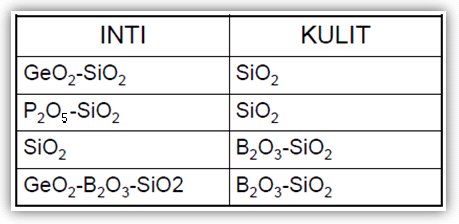 INTI KULIT
GeO₂-SiO₂ SiO₂
P₂O₅-SiO₂ SiO₂
SiO₂ B₂O₃-SiO₂
GeO₂-B₂O₃-SiO2 B₂O₃-SiO₂